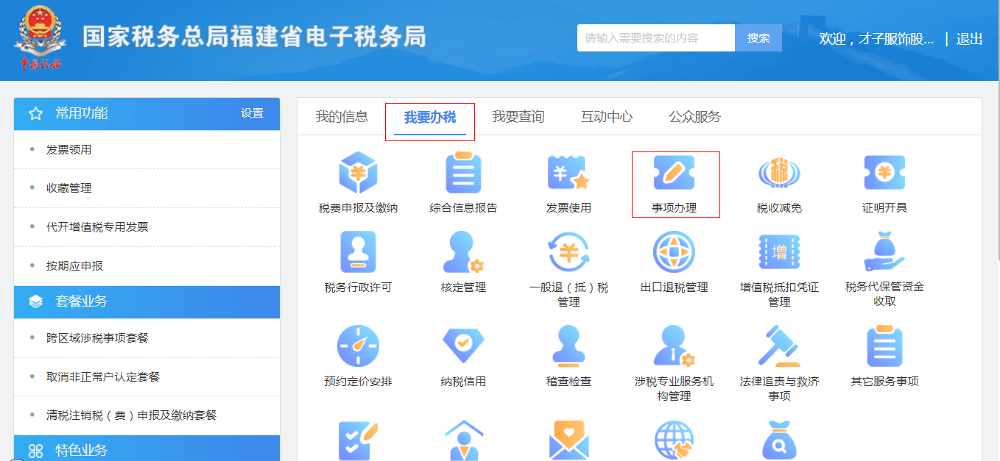 国家税务总局福建省电子税务局
中国税务
请输入需要搜索的内容
搜索
欢迎，才子服饰股... | 退出
常用功能
设置
发票领用
收藏管理
代开增值税专用发票
按期应申报
套餐业务
跨区域涉税事项套餐
取消非正常户认定套餐
清税注销税（费）申报及缴纳套餐
特色业务
我的信息
我要办税
我要查询
互动中心
公众服务
税费申报及缴纳
综合信息报告
发票使用
事项办理
税
税收减免
证明开具
税务行政许可
核定管理
一般退（抵）税
管理
出口退税管理
增
增值税抵扣凭证
管理
税务代保管资金
收取
预约定价安排
纳税信用
稽查检查
涉税专业服务机
构管理
法律追责与救济
事项
其它服务事项